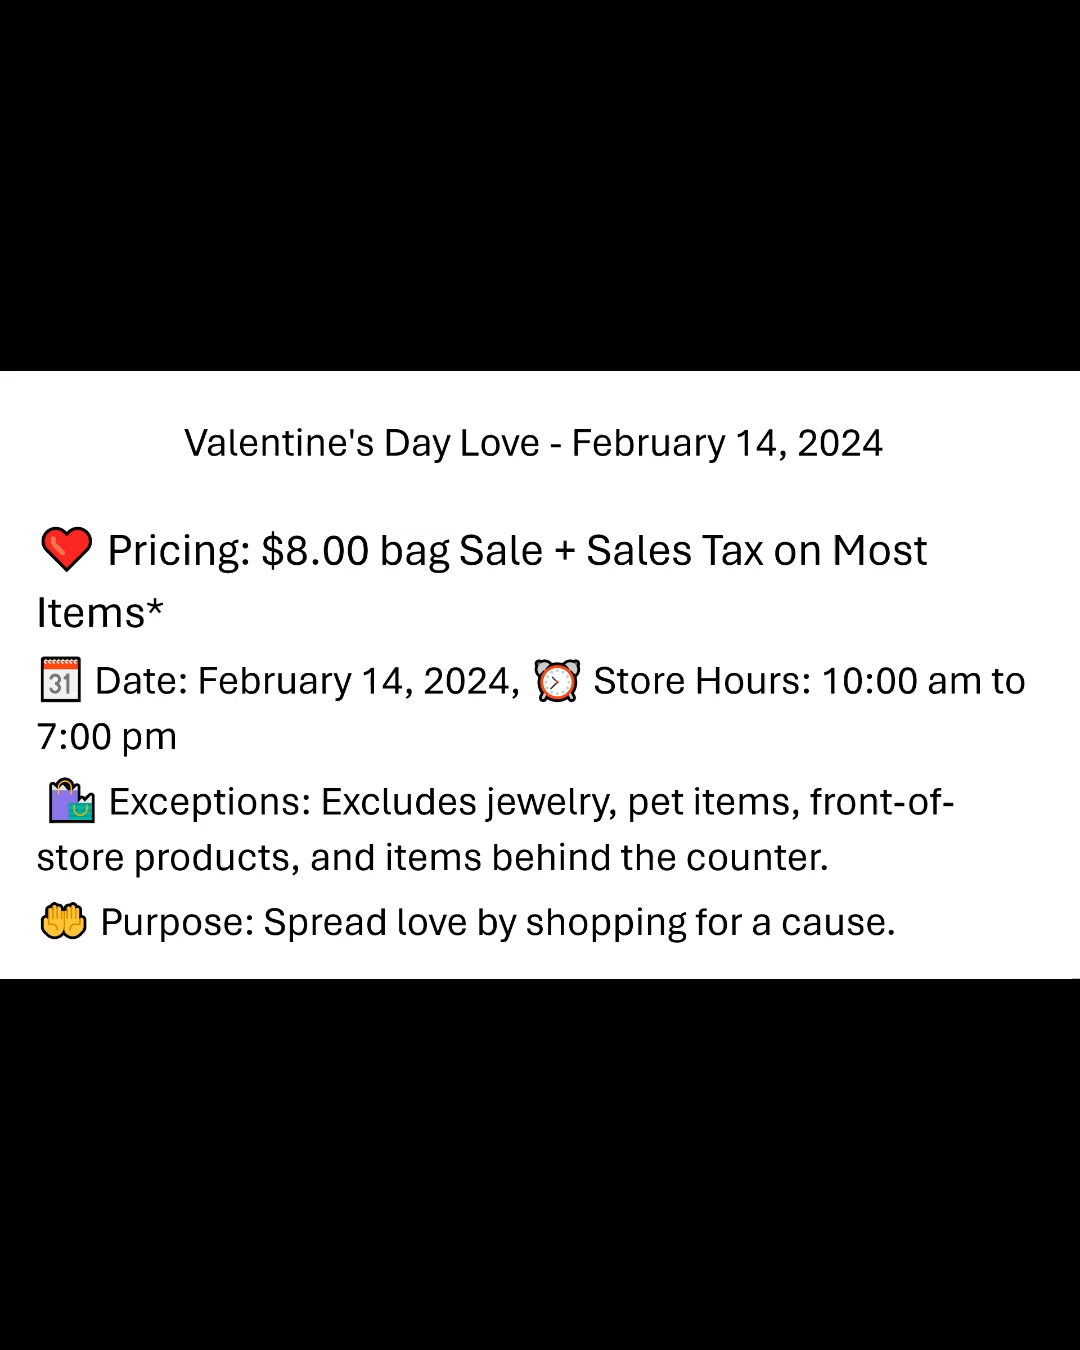 Valentine's Day Love - February 14, 2024
❤️ Pricing: $8.00 bag Sale + Sales Tax on Most
Items*
📅 Date: February 14, 2024, ⏰ Store Hours: 10:00 am to
7:00 pm
🛍️ Exceptions: Excludes jewelry, pet items, front-of-
store products, and items behind the counter.
🤲 Purpose: Spread love by shopping for a cause.